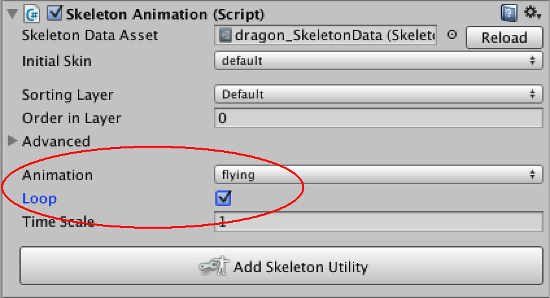 Skeleton Animation (Script)
Skeleton Data Asset dragon_SkeletonData (Skelet Reload
Initial Skin default
Sorting Layer Default
Order in Layer 0
Advanced
Animation flying
Loop
Time Scale 1
Add Skeleton Utility